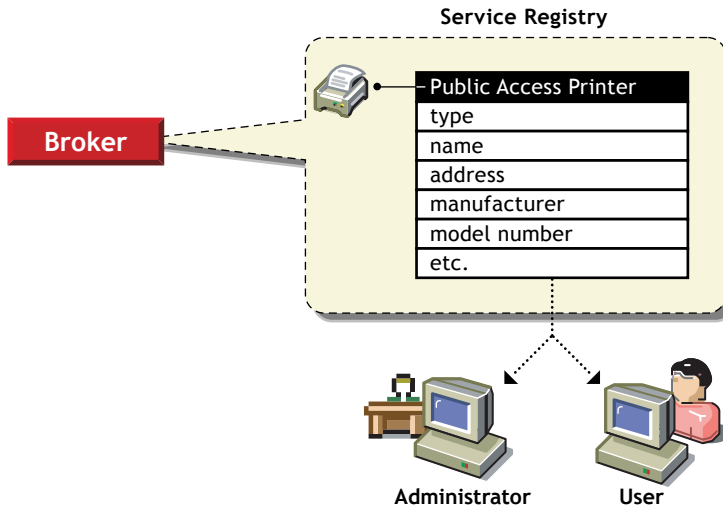 Service Registry
Public Access Printer
Broker
type
name
address
manufacturer
model number
etc.
Administrator
User